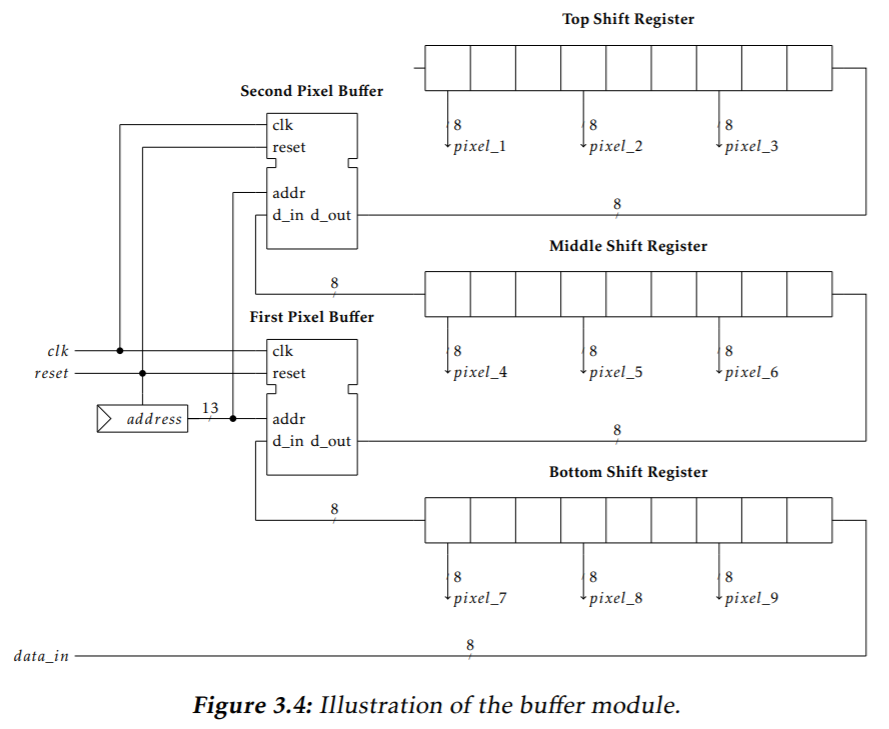 Top Shift Register
Second Pixel Buffer
clk
reset
addr
d_in d_out
8
pixel_1
8
pixel_2
8
pixel_3
8
Middle Shift Register
8
First Pixel Buffer
clk
reset
clk
reset
addr
d_in d_out
address
13
8
pixel_4
8
pixel_5
8
pixel_6
8
Bottom Shift Register
8
8
pixel_7
8
pixel_8
8
pixel_9
data_in
8
Figure 3.4: Illustration of the buffer module.